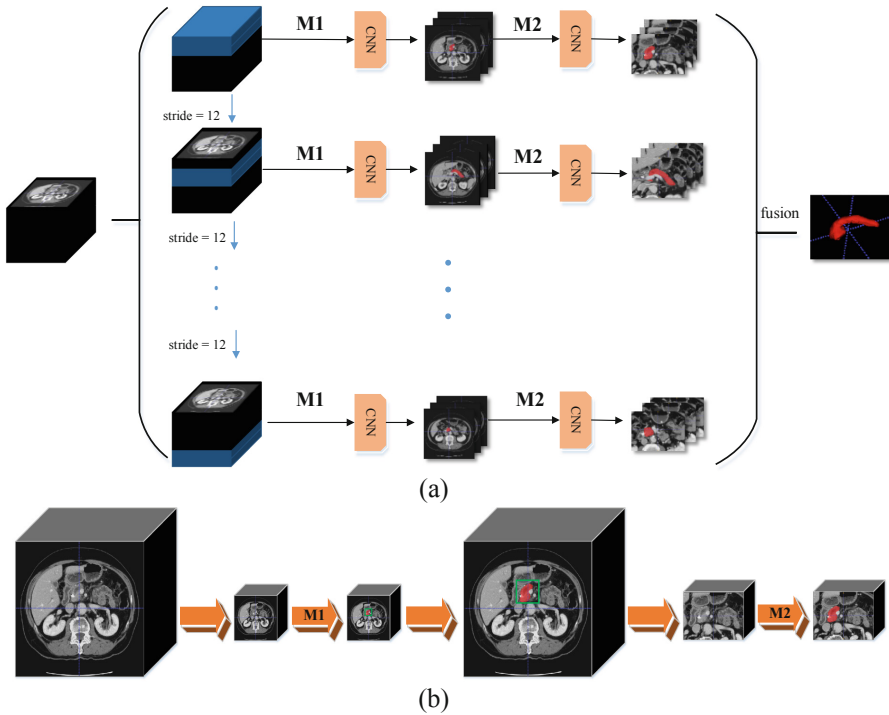 M1
CNN
M2
CNN
stride = 12
M1
CNN
M2
CNN
stride = 12
fusion
stride = 12
M1
CNN
M2
CNN
(a)
M1
M2
(b)